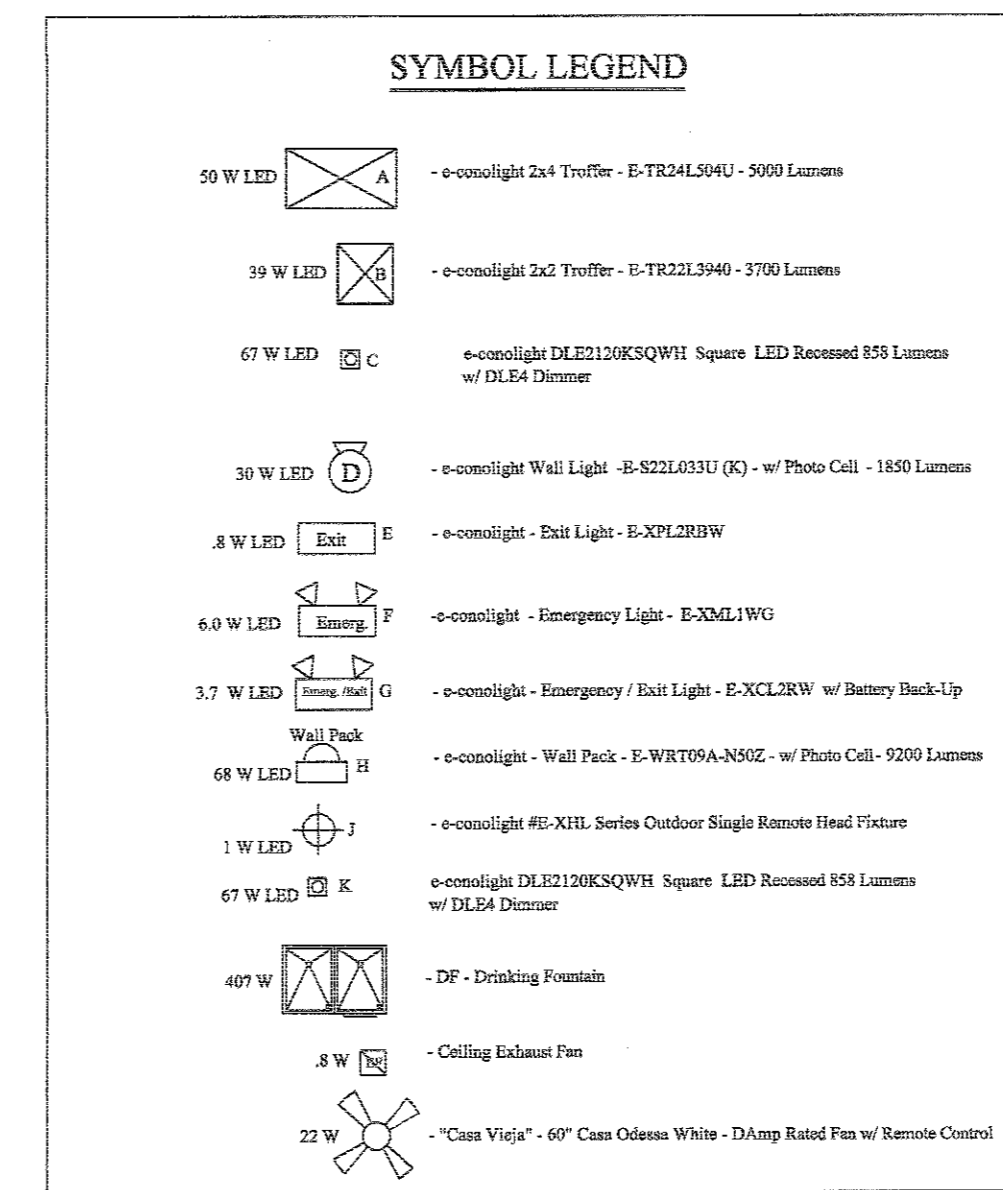 SYMBOL LEGEND
50 W LED A - e-conolight 2x4 Troffer - E-TR24L504U - 5000 Lumens
39 W LED B - e-conolight 2x2 Troffer - E-TR22L3940 - 3700 Lumens
67 W LED C e-conolight DLE2120KSQWH Square LED Recessed 858 Lumens
w/ DLE4 Dimmer
30 W LED D - e-conolight Wall Light -E-S22L033U (K) - w/ Photo Cell - 1850 Lumens
.8 W LED Exit E - e-conolight - Exit Light - E-XPL2RBW
6.0 W LED Emerg. F -e-conolight - Emergency Light - E-XML1WG
3.7 W LED Emerg. /Exit G - e-conolight - Emergency / Exit Light - E-XCL2RW w/ Battery Back-Up
Wall Pack
68 W LED H - e-conolight - Wall Pack - E-WRT09A-N50Z - w/ Photo Cell- 9200 Lumens
1 W LED J - e-conolight #E-XHL Series Outdoor Single Remote Head Fixture
67 W LED K e-conolight DLE2120KSQWH Square LED Recessed 858 Lumens
w/ DLE4 Dimmer
407 W - DF - Drinking Fountain
.8 W - Ceiling Exhaust Fan
22 W - "Casa Vieja" - 60" Casa Odessa White - DAmp Rated Fan w/ Remote Control